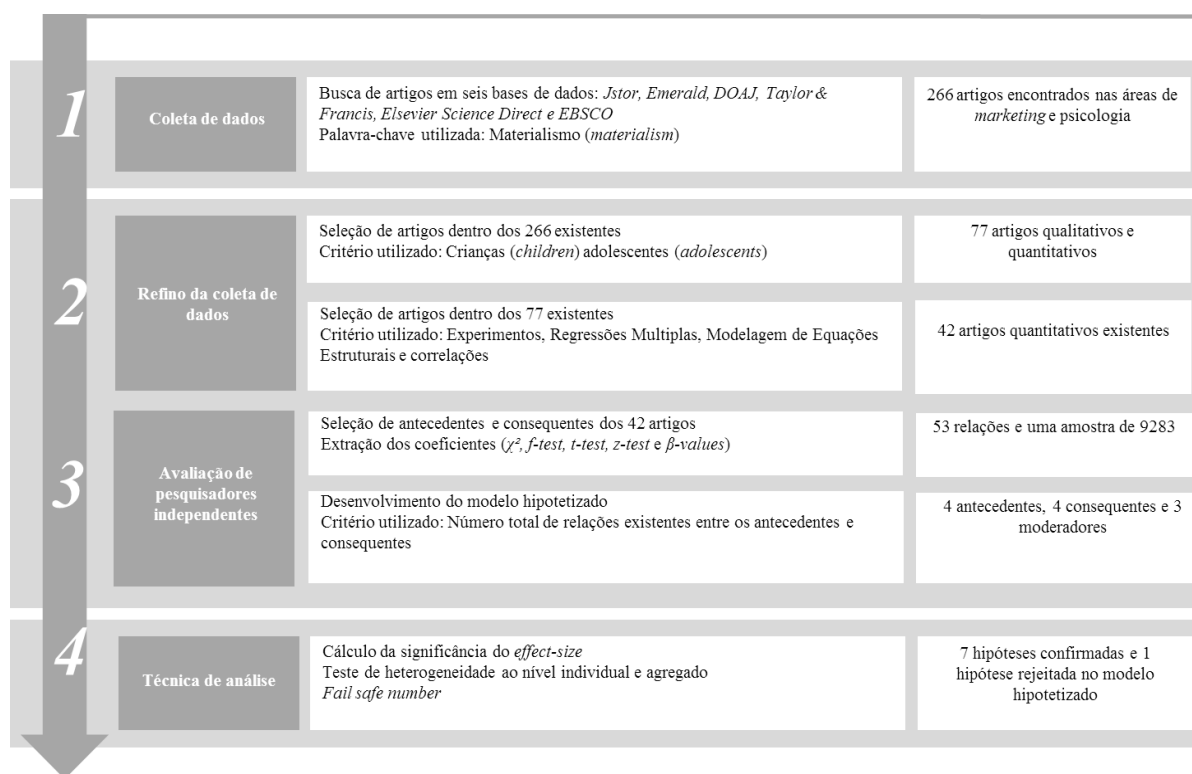 1
Coleta de dados
Busca de artigos em seis bases de dados: Jstor, Emerald, DOAJ, Taylor &
Francis, Elsevier Science Direct e EBSCO
Palavra-chave utilizada: Materialismo (materialism)
266 artigos encontrados nas áreas de
marketing e psicologia
2
Refino da coleta de
dados
Seleção de artigos dentro dos 266 existentes
Critério utilizado: Crianças (children) adolescentes (adolescents)
77 artigos qualitativos e
quantitativos
Seleção de artigos dentro dos 77 existentes
Critério utilizado: Experimentos, Regressões Multiplas, Modelagem de Equações
Estruturais e correlações
42 artigos quantitativos existentes
3
Avaliação de
pesquisadores
independentes
Seleção de antecedentes e consequentes dos 42 artigos
Extração dos coeficientes (χ², f-test, t-test, z-test e β-values)
53 relações e uma amostra de 9283
Desenvolvimento do modelo hipotetizado
Critério utilizado: Número total de relações existentes entre os antecedentes e
consequentes
4 antecedentes, 4 consequentes e 3
moderadores
4
Técnica de análise
Cálculo da significância do effect-size
Teste de heterogeneidade ao nível individual e agregado
Fail safe number
7 hipóteses confirmadas e 1
hipótese rejeitada no modelo
hipotetizado